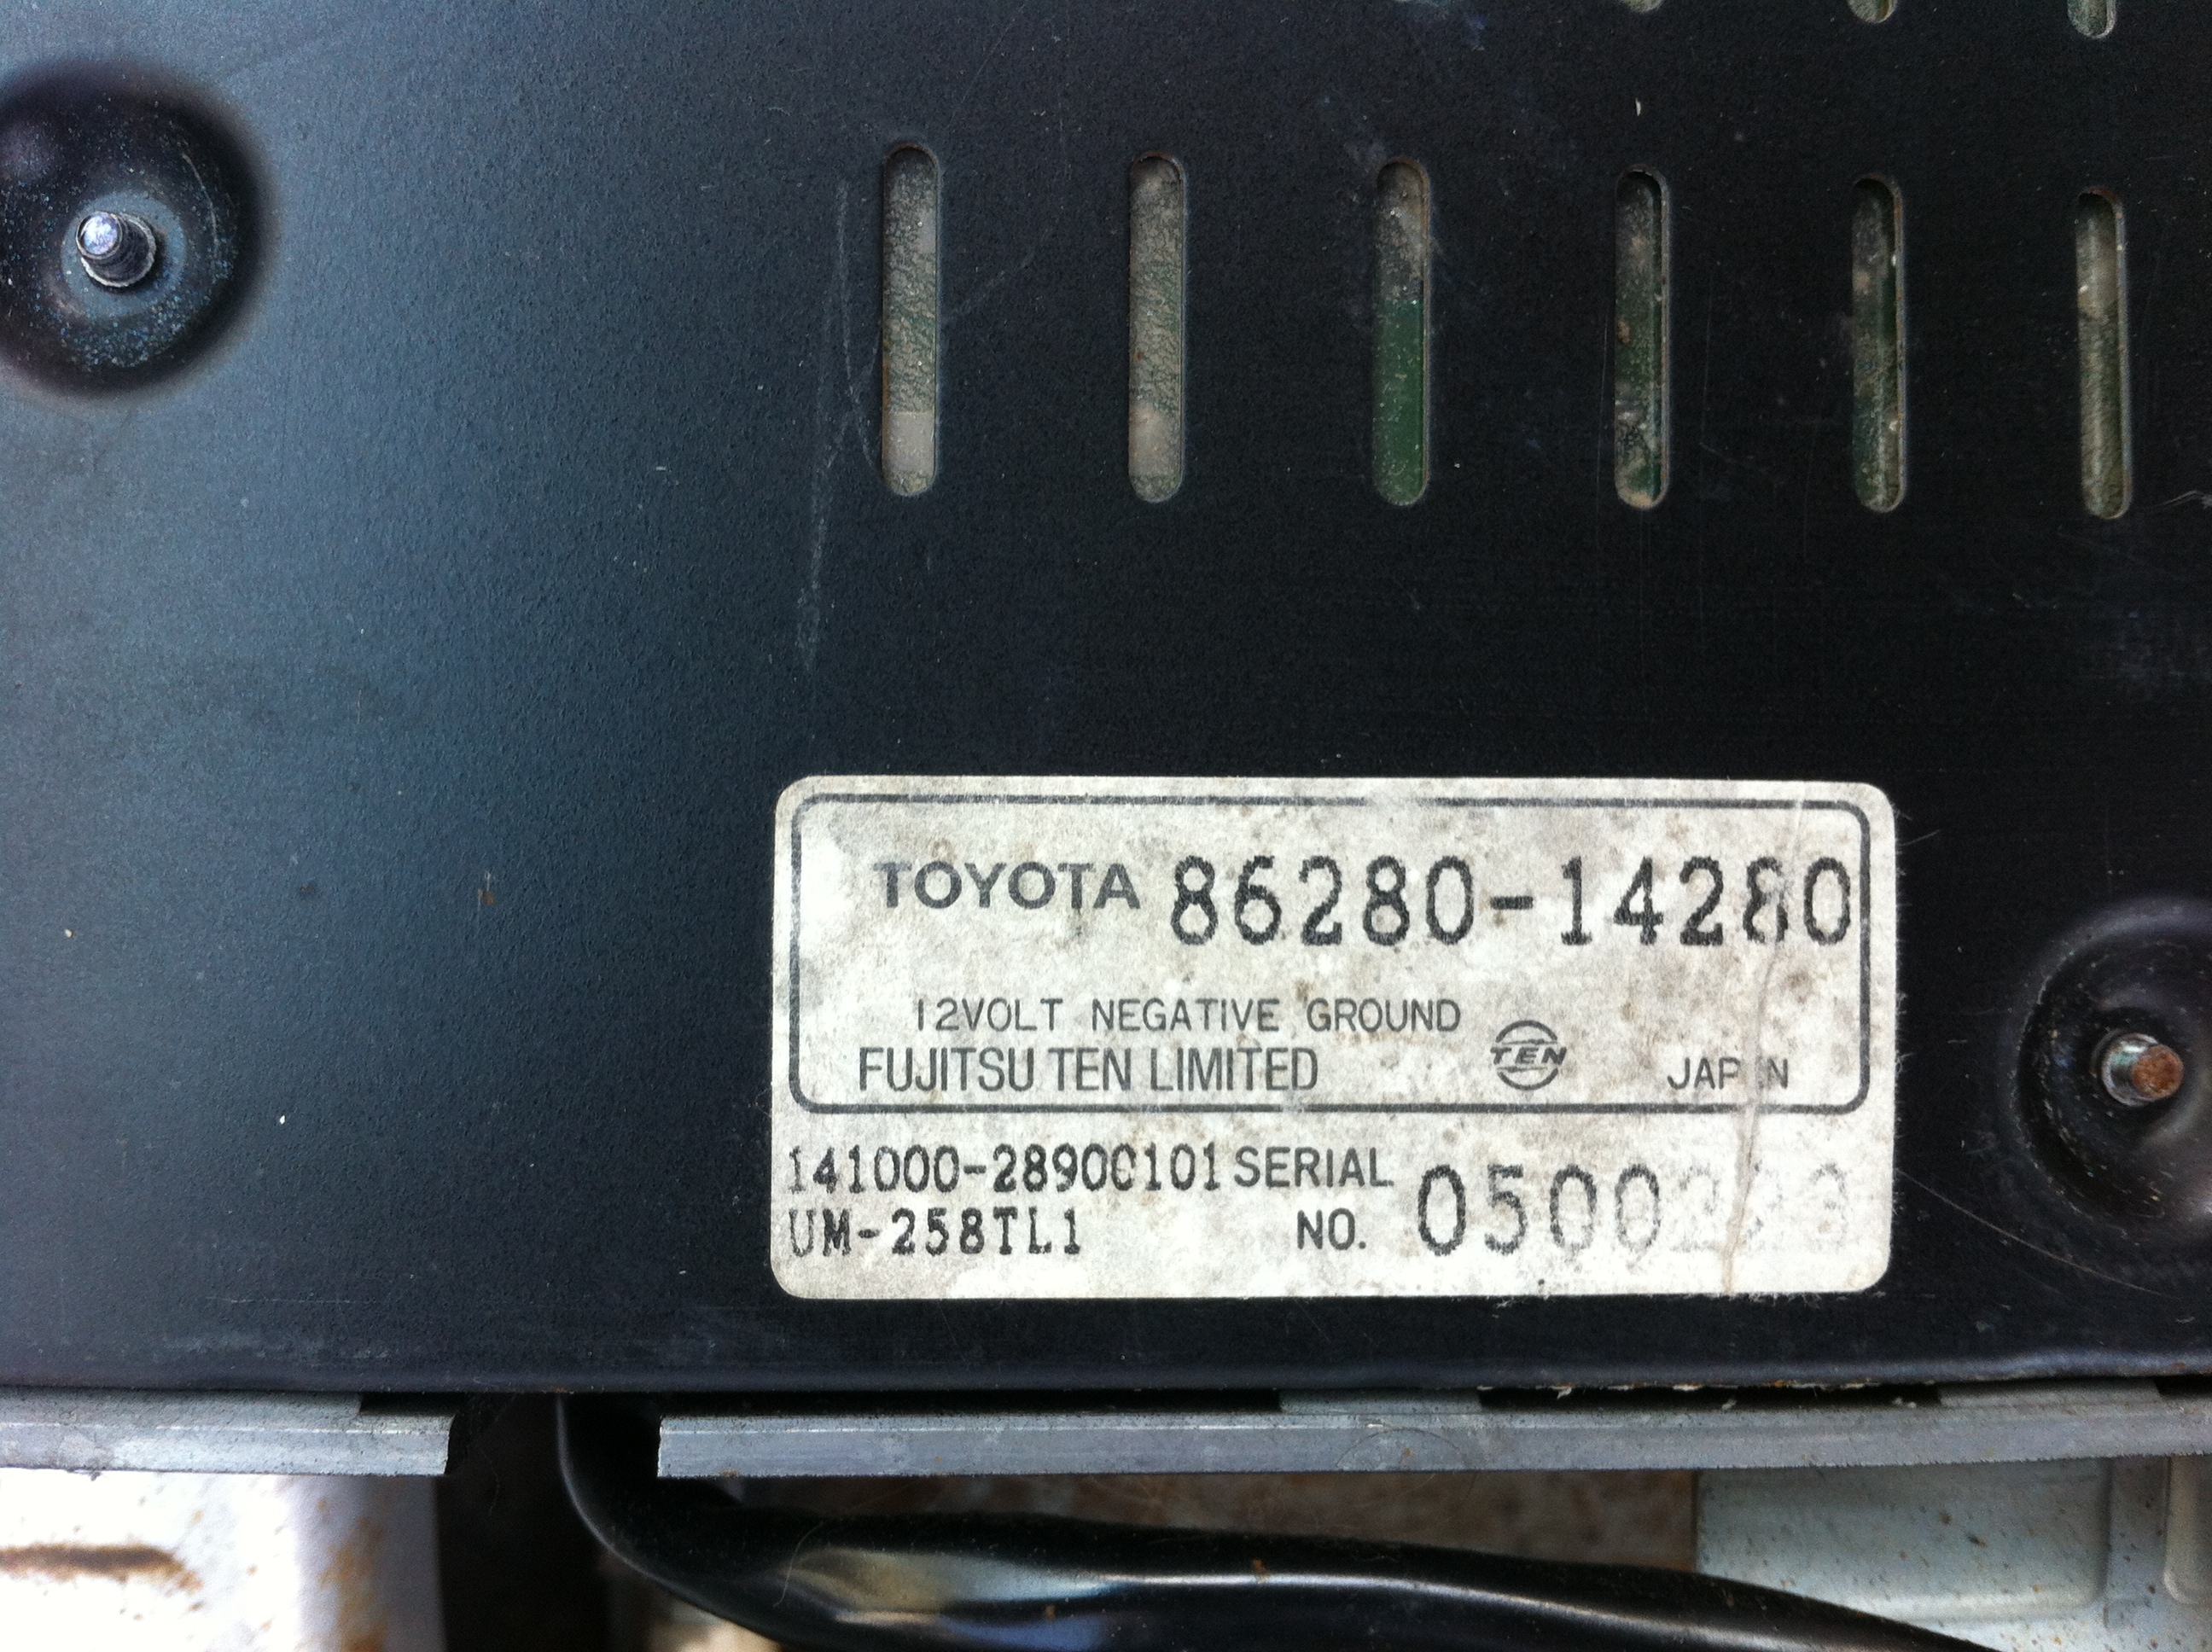 TOYOTA 86280-14280
12VOLT NEGATIVE GROUND
FUJITSU TEN LIMITED TEN JAPAN
141000-28900101 SERIAL
UM-258TL1 NO.